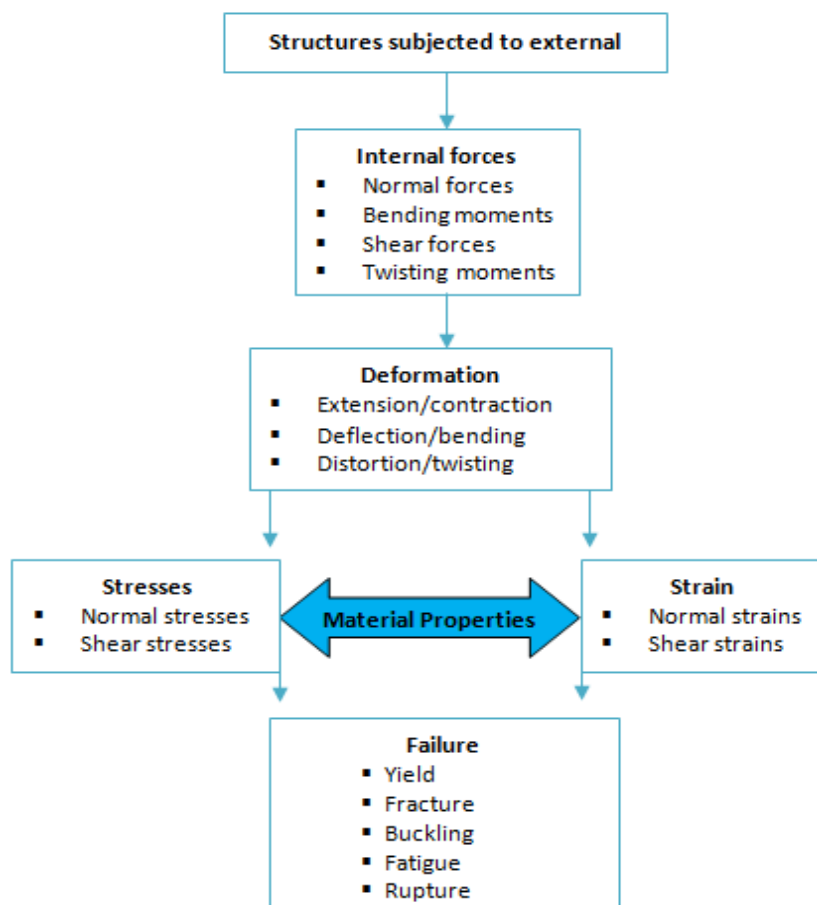 Structures subjected to external
Internal forces
▪ Normal forces
▪ Bending moments
▪ Shear forces
▪ Twisting moments
Deformation
▪ Extension/contraction
▪ Deflection/bending
▪ Distortion/twisting
Stresses
▪ Normal stresses
▪ Shear stresses
Material Properties
Strain
▪ Normal strains
▪ Shear strains
Failure
▪ Yield
▪ Fracture
▪ Buckling
▪ Fatigue
▪ Rupture